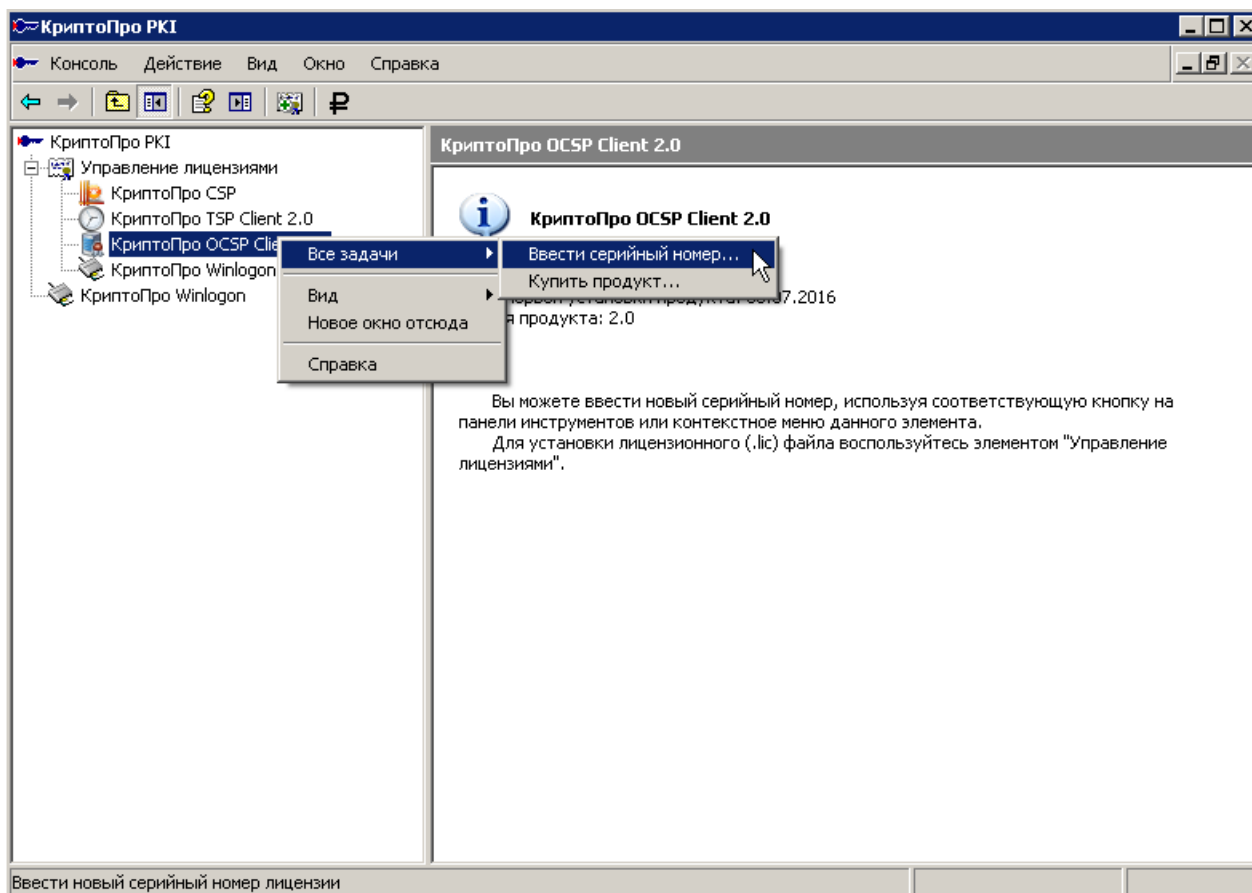 КриптоПро PKI
Консоль Действие Вид Окно Справка
КриптоПро PKI
Управление лицензиями
КриптоПро CSP
КриптоПро TSP Client 2.0
КриптоПро OCSP Clie
КриптоПро Winlogon
КриптоПро Winlogon
Все задачи
Вид
Новое окно отсюда
Справка
Ввести серийный номер...
Купить продукт...
КриптоПро OCSP Client 2.0
КриптоПро OCSP Client 2.0
продукта: 2.0
Вы можете ввести новый серийный номер, используя соответствующую кнопку на
панели инструментов или контекстное меню данного элемента.
Для установки лицензионного (.lic) файла воспользуйтесь элементом "Управление
лицензиями".
Ввести новый серийный номер лицензии